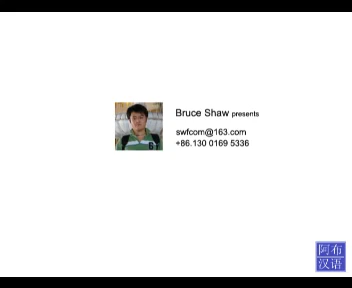 Bruce Shaw presents
swfcom@163.com
+86.130 0169 5336
阿布
汉语